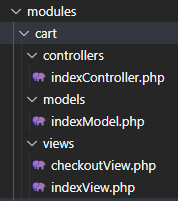 modules
cart
controllers
indexController.php
models
indexModel.php
views
checkoutView.php
indexView.php